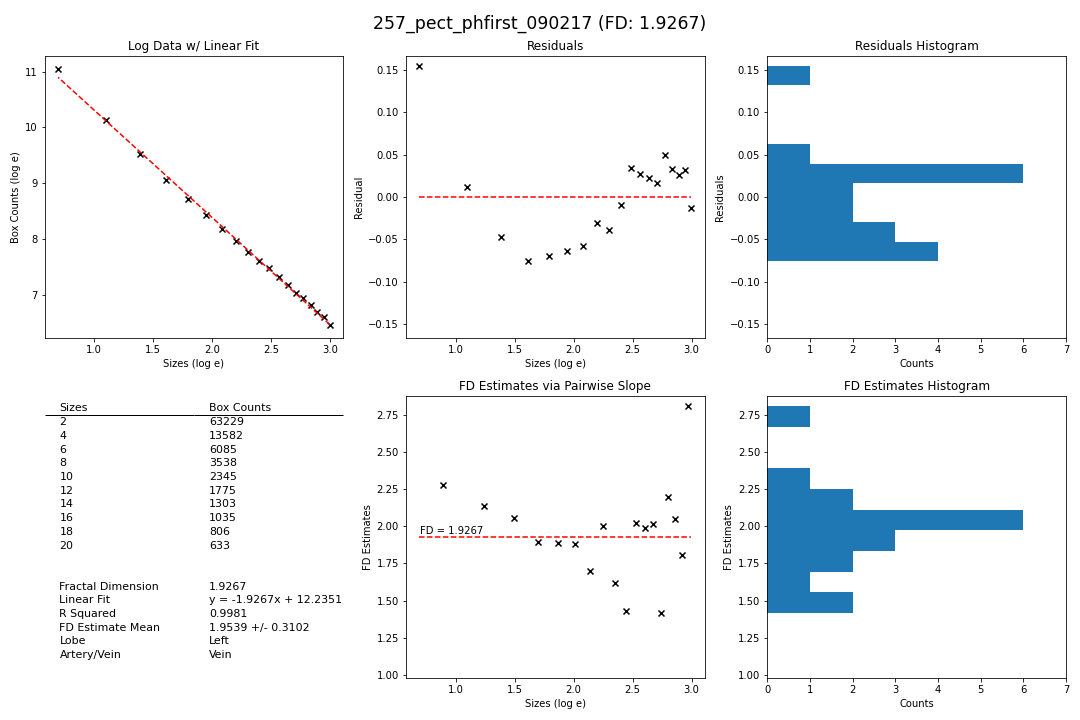 257_pect_phfirst_090217 (FD: 1.9267)
Log Data w/ Linear Fit
11
10
9
8
7
Box Counts (log e)
1.0 1.5 2.0 2.5 3.0
Sizes (log e)
Residuals
0.15
0.10
0.05
0.00
−0.05
−0.10
−0.15
Residual
1.0 1.5 2.0 2.5 3.0
Sizes (log e)
Residuals Histogram
0.15
0.10
0.05
0.00
−0.05
−0.10
−0.15
Residuals
0 1 2 3 4 5 6 7
Counts
Sizes Box Counts
2 63229
4 13582
6 6085
8 3538
10 2345
12 1775
14 1303
16 1035
18 806
20 633
Fractal Dimension 1.9267
Linear Fit y = -1.9267x + 12.2351
R Squared 0.9981
FD Estimate Mean 1.9539 +/- 0.3102
Lobe Left
Artery/Vein Vein
FD Estimates via Pairwise Slope
2.75
2.50
2.25
2.00
1.75
1.50
1.25
1.00
FD Estimates
FD = 1.9267
1.0 1.5 2.0 2.5 3.0
Sizes (log e)
FD Estimates Histogram
2.75
2.50
2.25
2.00
1.75
1.50
1.25
1.00
FD Estimates
0 1 2 3 4 5 6 7
Counts